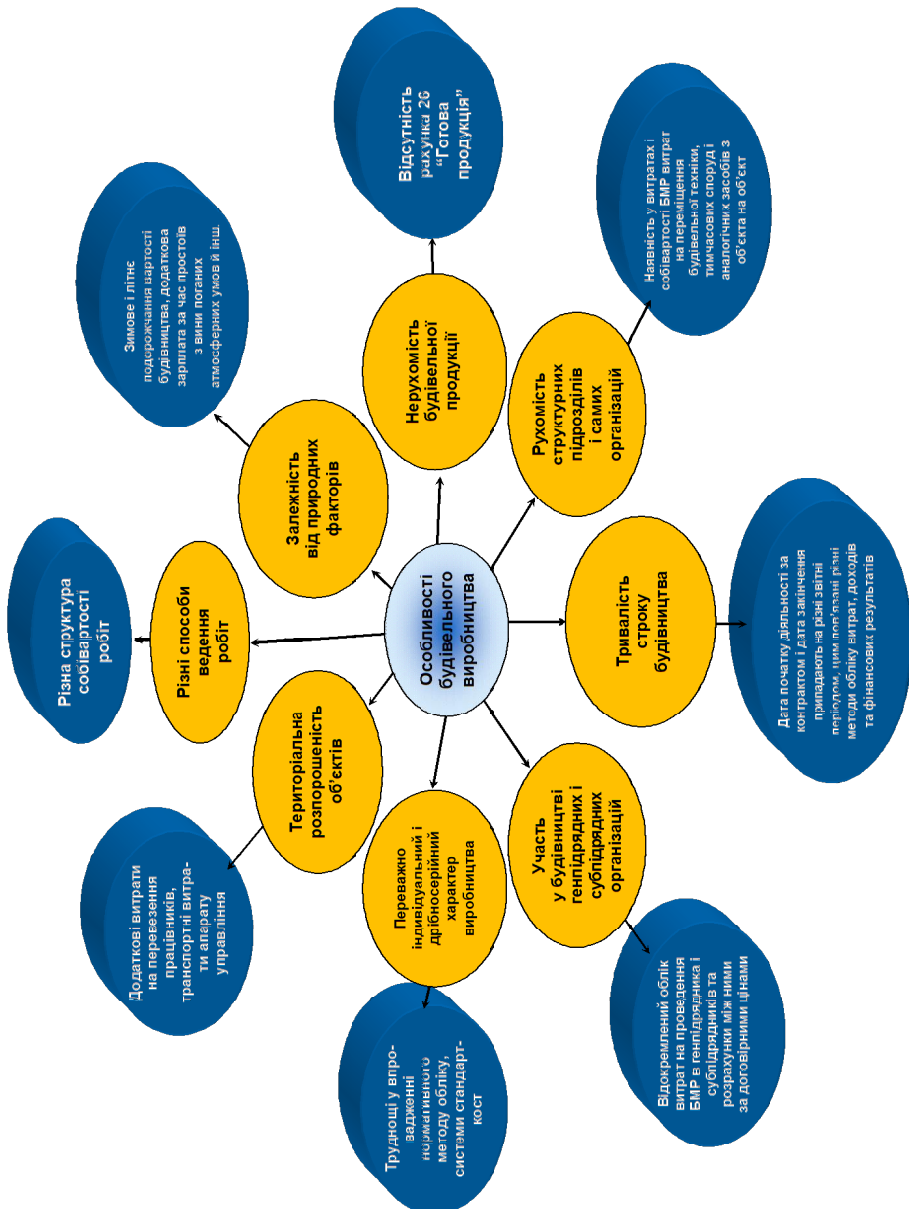 Особливості
будівельного
виробництва
Різні способи
ведення
робіт
Різна структура
собівартості
робіт
Залежність
від природних
факторів
Зимове і літнє
подорожчання вартості
будівництва, додаткова
зарплата за час простоїв
з вини поганих
атмосферних умов й інш.
Нерухомість
будівельної
продукції
Відсутність
рахунка 26
“Готова
продукція”
Рухомість
структурних
підрозділів
і самих
організацій
Наявність у витратах і
собівартості БМР витрат
на переміщення
будівельної техніки,
тимчасових споруд і
аналогічних засобів з
об’єкта на об’єкт
Тривалість
строку
будівництва
Дата початку діяльності за
контрактом і дата закінчення
припадають на різні звітні
періодом, цим пов’язані різні
методи обліку витрат, доходів
та фінансових результатів
Участь
у будівництві
генпідрядних і
субпідрядних
організацій
Відокремлений облік
витрат на проведення
БМР в генпідрядника і
субпідрядників та
розрахунки між ними
за договірними цінами
Переважно
індивідуальний і
дрібносерійний
характер
виробництва
Труднощі у впро-
вадженні
нормативного
методу обліку,
системи стандарт-
кост
Територіальна
розпорошеність
об’єктів
Додаткові витрати
на перевезення
працівників,
транспортні витра-
ти апарату
управління